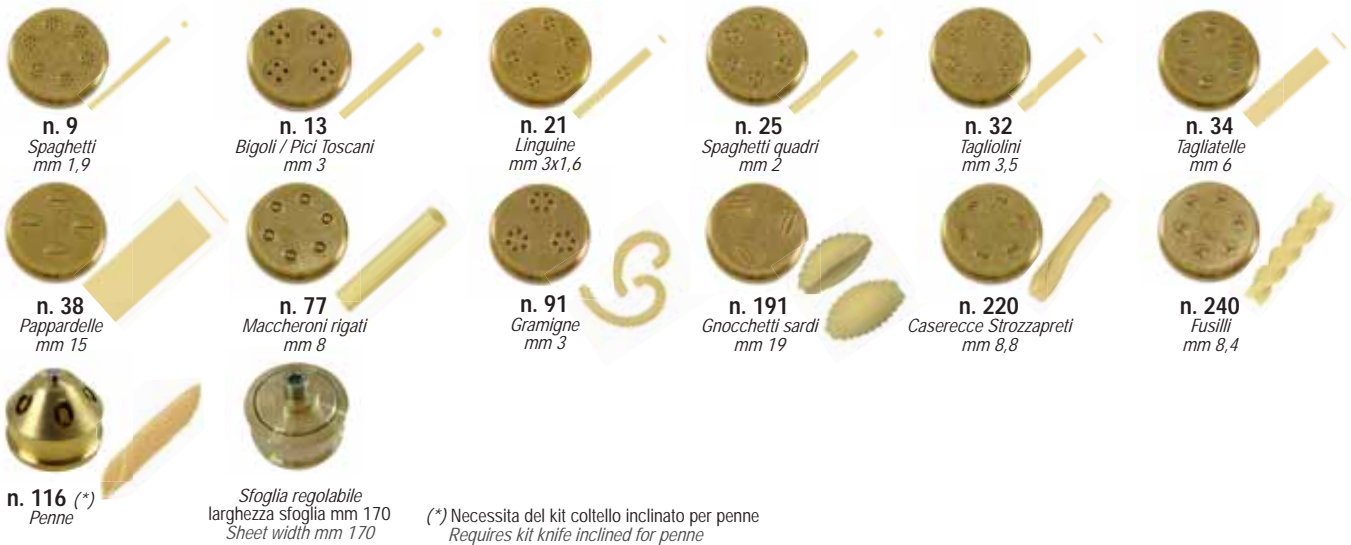 n. 9
Spaghetti
mm 1,9
n. 13
Bigoli / Pici Toscani
mm 3
n. 21
Linguine
mm 3x1,6
n. 25
Spaghetti quadri
mm 2
n. 32
Tagliolini
mm 3,5
n. 34
Tagliatelle
mm 6
n. 38
Pappardelle
mm 15
n. 77
Maccheroni rigati
mm 8
n. 91
Gramigne
mm 3
n. 191
Gnocchetti sardi
mm 19
n. 220
Caserecce Strozzapreti
mm 8,8
n. 240
Fusilli
mm 8,4
n. 116 (*)
Penne
Sfoglia regolabile
larghezza sfoglia mm 170
Sheet width mm 170
(*) Necessita del kit coltello inclinato per penne
Requires kit knife inclined for penne